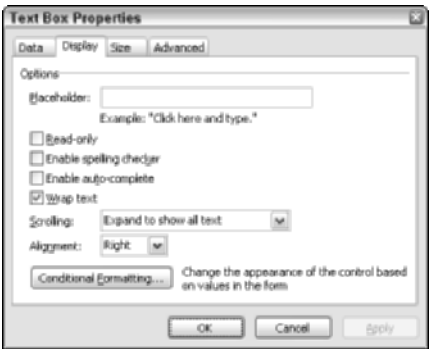 Text Box Properties
Data Display Size Advanced
Options
Placeholder:
Example: "Click here and type."
Read-only
Enable spelling checker
Enable auto-complete
Wrap text
Scrolling: Expand to show all text
Alignment: Right
Conditional Formatting... Change the appearance of the control based
on values in the form
OK Cancel Apply